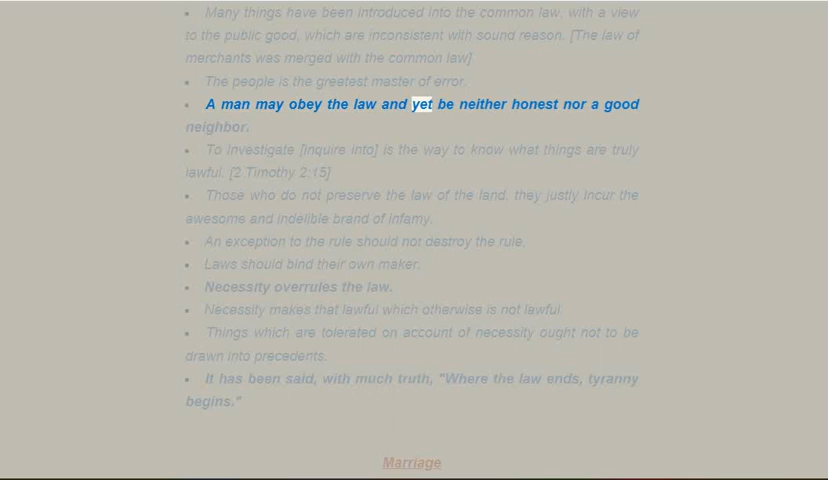 • Many things have been introduced into the common law, with a view
to the public good, which are inconsistent with sound reason. [The law of
merchants was merged with the common law]
• The people is the greatest master of error.
• A man may obey the law and yet be neither honest nor a good
neighbor.
• To investigate [inquire into] is the way to know what things are truly
lawful. [2 Timothy 2:15]
• Those who do not preserve the law of the land, they justly incur the
awesome and indelible brand of infamy.
• An exception to the rule should not destroy the rule.
• Laws should bind their own maker.
• Necessity overrules the law.
• Necessity makes that lawful which otherwise is not lawful.
• Things which are tolerated on account of necessity ought not to be
drawn into precedents.
• It has been said, with much truth, "Where the law ends, tyranny
begins."
Marriage